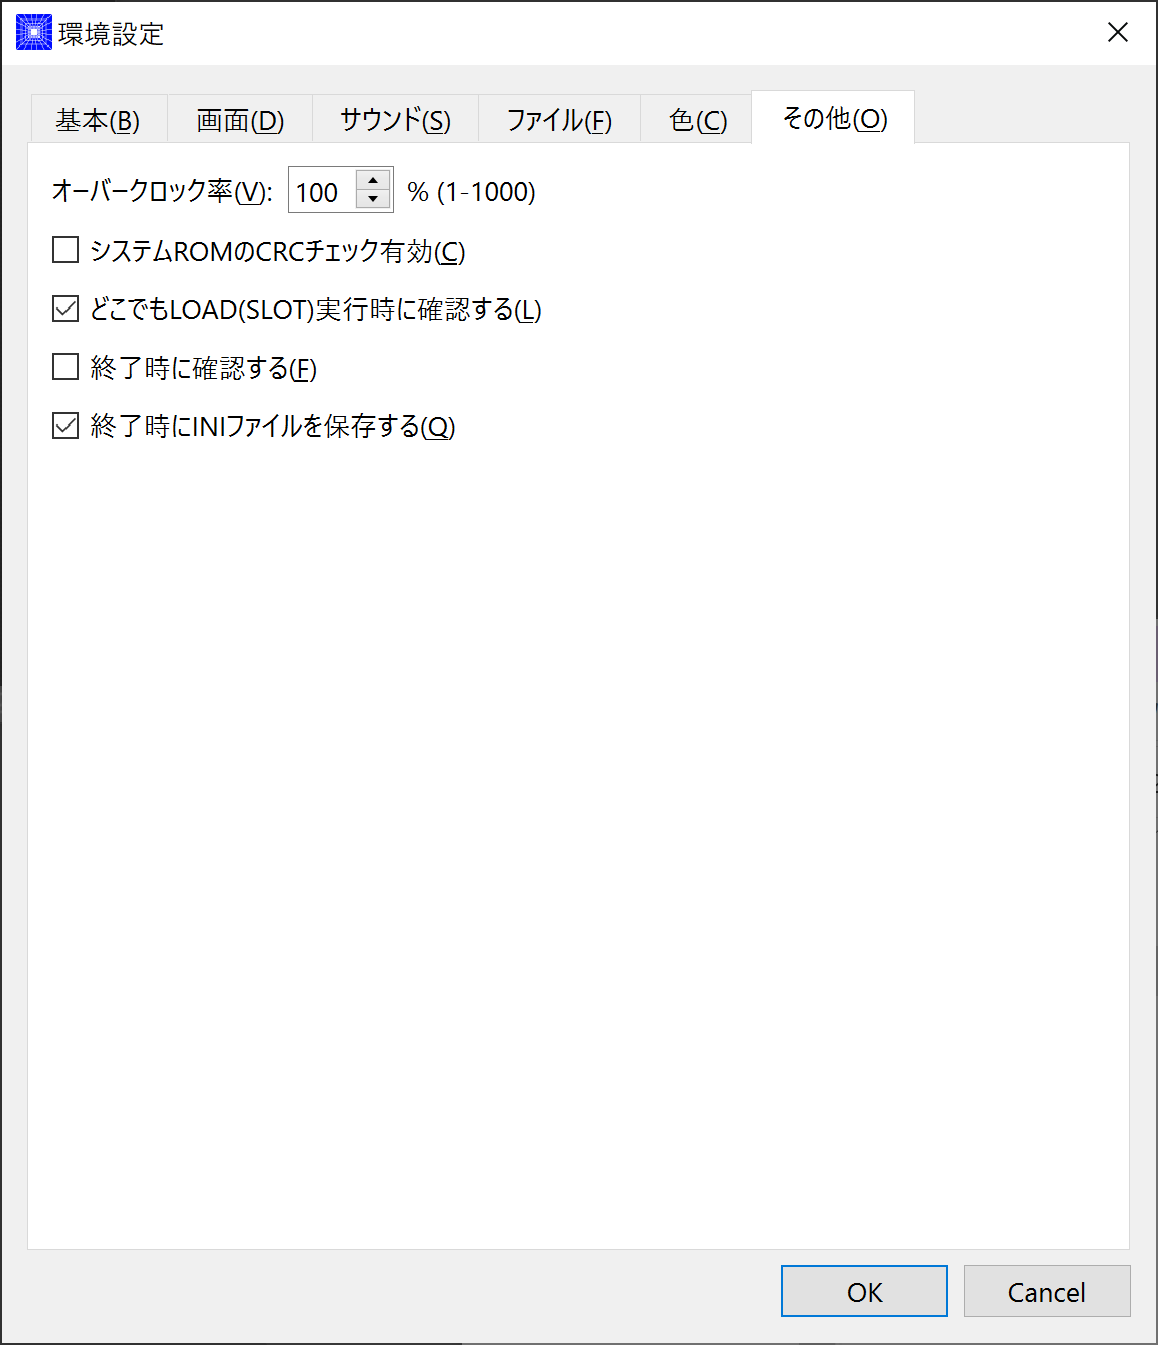 環境設定
基本(B) 画面(D) サウンド(S) ファイル(F) 色(C) その他(O)
オーバークロック率(V): 100 % (1-1000)
システムROMのCRCチェック有効(C)
どこでもLOAD(SLOT)実行時に確認する(L)
終了時に確認する(F)
終了時にINIファイルを保存する(Q)
OK Cancel